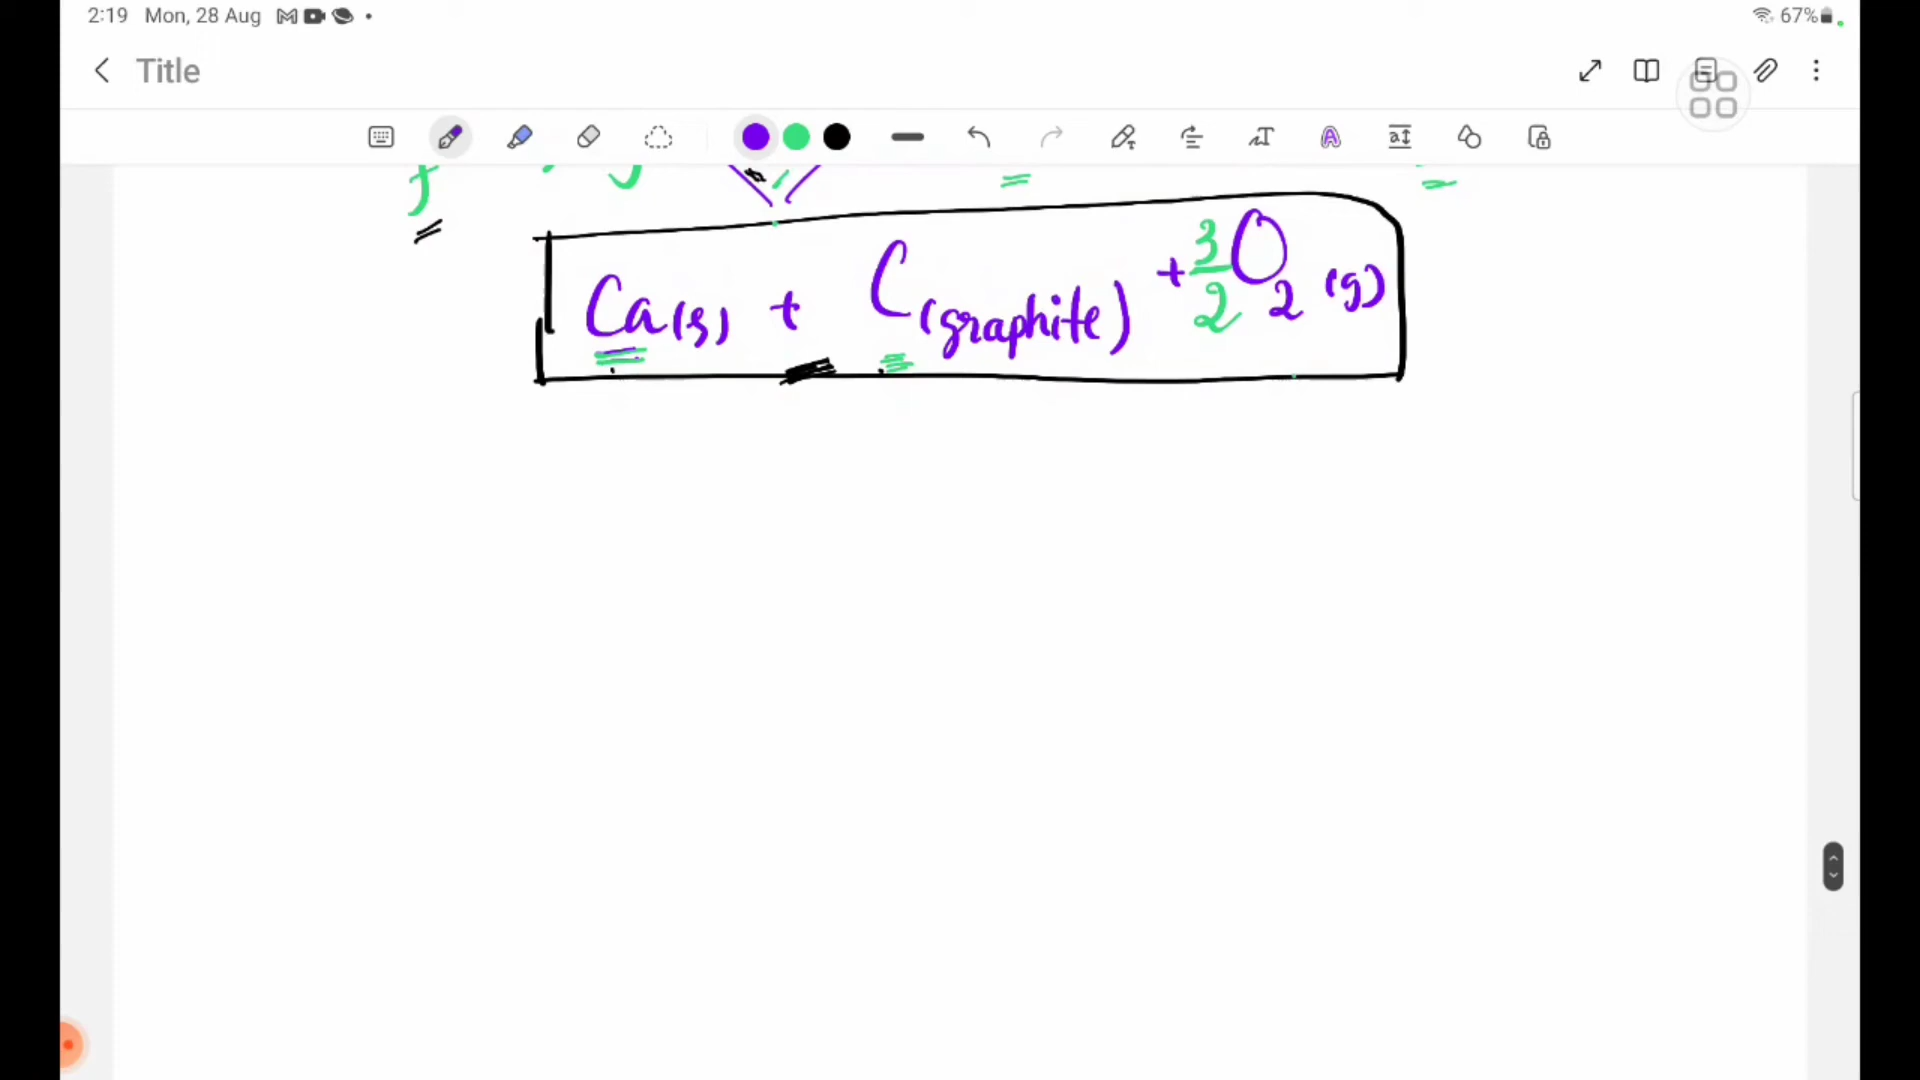 2:19 Mon, 28 Aug
67%
Title
Ca(s) + C(graphite) + 3/2 O2 (g)